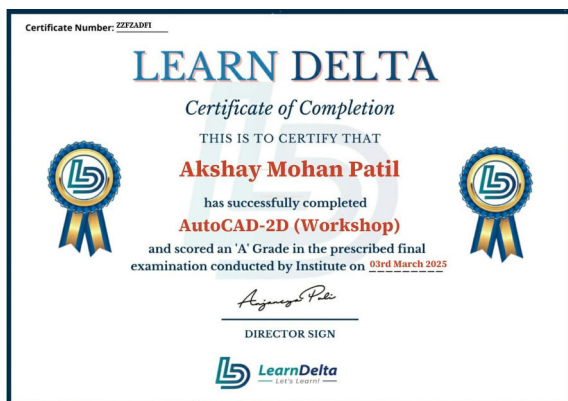 Certificate Number: ZZFZADFI
LEARN DELTA
Certificate of Completion
THIS IS TO CERTIFY THAT
Akshay Mohan Patil
has successfully completed
AutoCAD-2D (Workshop)
and scored an 'A' Grade in the prescribed final
examination conducted by Institute on 03rd March 2025
DIRECTOR SIGN
LearnDelta
Let's Learn!